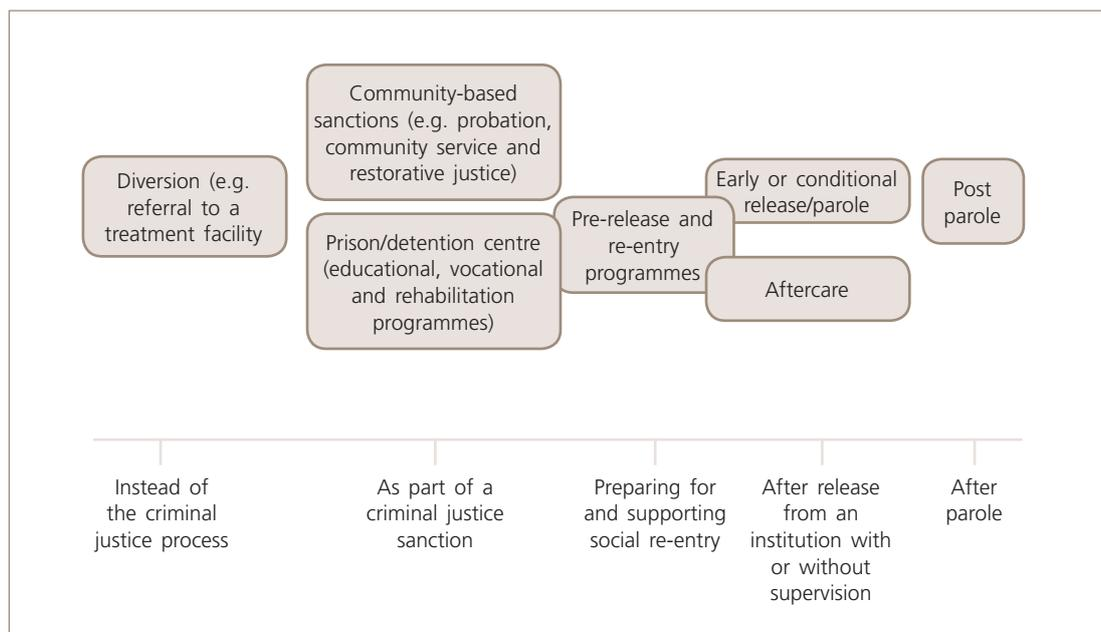 Diversion (e.g.
referral to a
treatment facility
Community-based
sanctions (e.g. probation,
community service and
restorative justice)
Prison/detention centre
(educational, vocational
and rehabilitation
programmes)
Pre-release and
re-entry
programmes
Early or conditional
release/parole
Aftercare
Post
parole
Instead of
the criminal
justice process
As part of a
criminal justice
sanction
Preparing for
and supporting
social re-entry
After release
from an
institution with
or without
supervision
After
parole